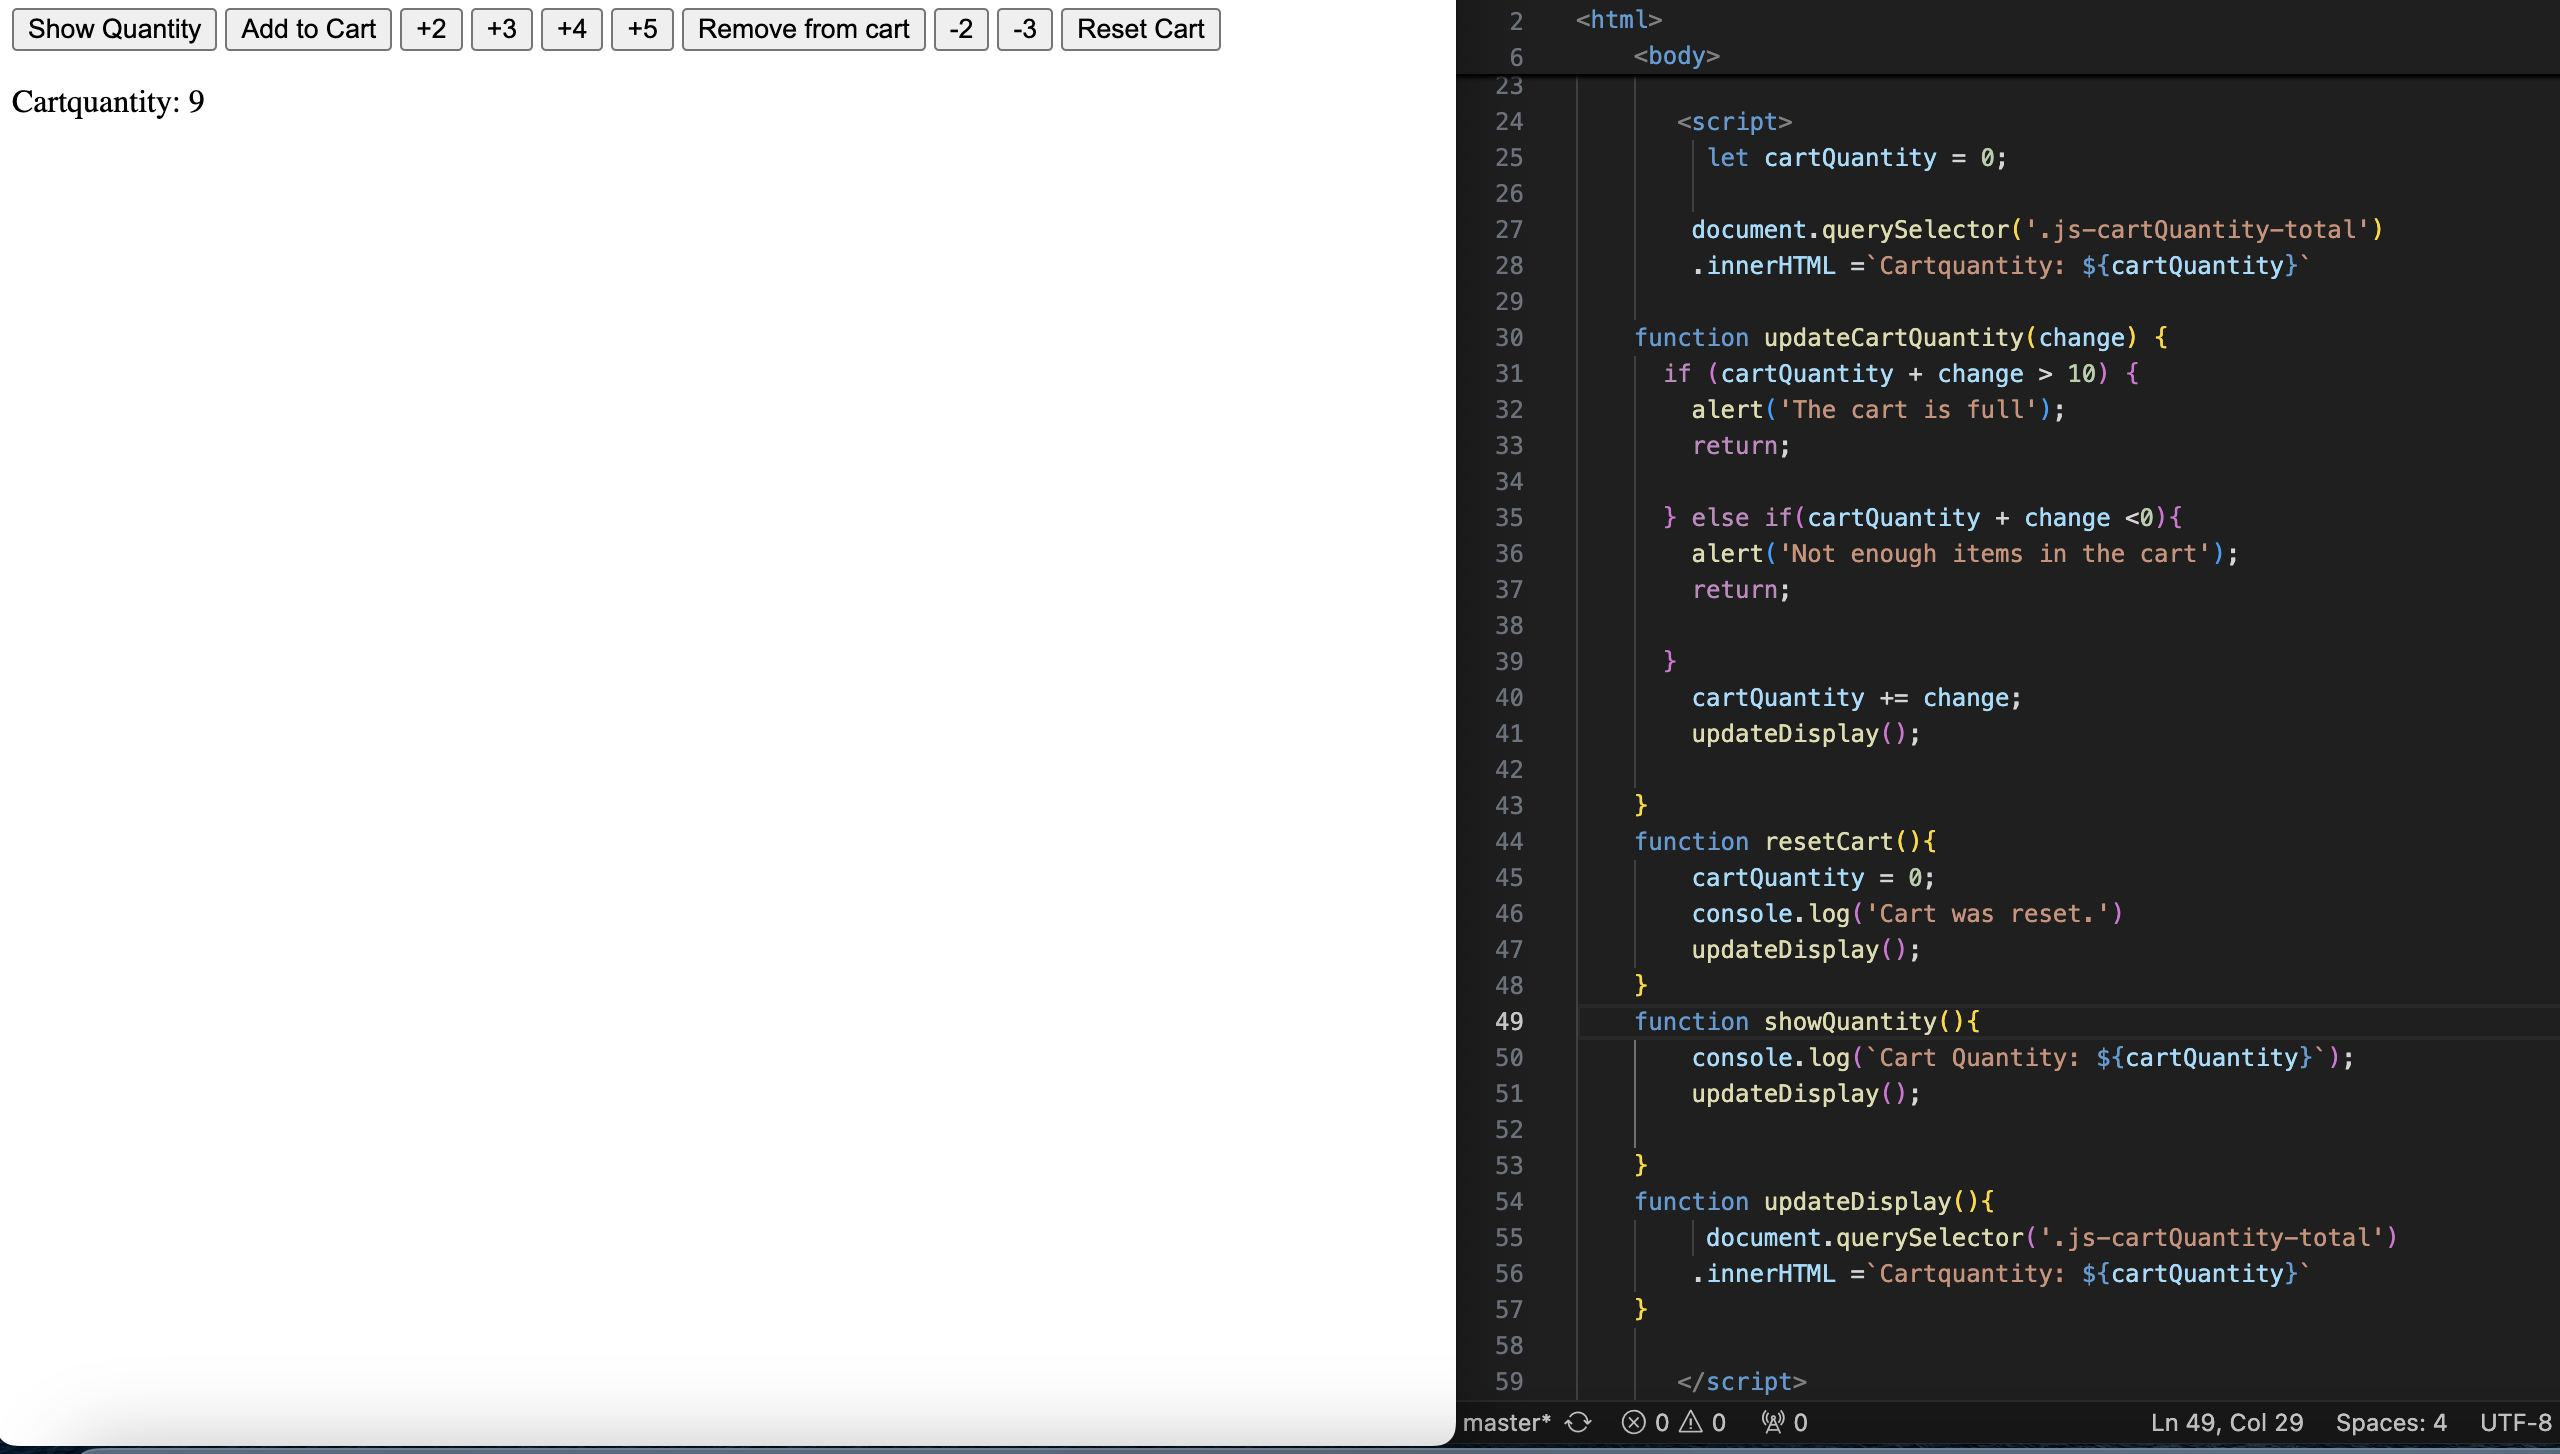 Show Quantity Add to Cart +2 +3 +4 +5 Remove from cart -2 -3 Reset Cart
Cartquantity: 9
2 <html>
6 <body>
23
24 <script>
25 let cartQuantity = 0;
26
27 document.querySelector('.js-cartQuantity-total')
28 .innerHTML =`Cartquantity: ${cartQuantity}`
29
30 function updateCartQuantity(change) {
31 if (cartQuantity + change > 10) {
32 alert('The cart is full');
33 return;
34
35 } else if(cartQuantity + change <0){
36 alert('Not enough items in the cart');
37 return;
38
39 }
40 cartQuantity += change;
41 updateDisplay();
42
43 }
44 function resetCart(){
45 cartQuantity = 0;
46 console.log('Cart was reset.')
47 updateDisplay();
48 }
49 function showQuantity(){
50 console.log(`Cart Quantity: ${cartQuantity}`);
51 updateDisplay();
52
53 }
54 function updateDisplay(){
55 document.querySelector('.js-cartQuantity-total')
56 .innerHTML =`Cartquantity: ${cartQuantity}`
57 }
58
59 </script>
master* 0 0 0 Ln 49, Col 29 Spaces: 4 UTF-8